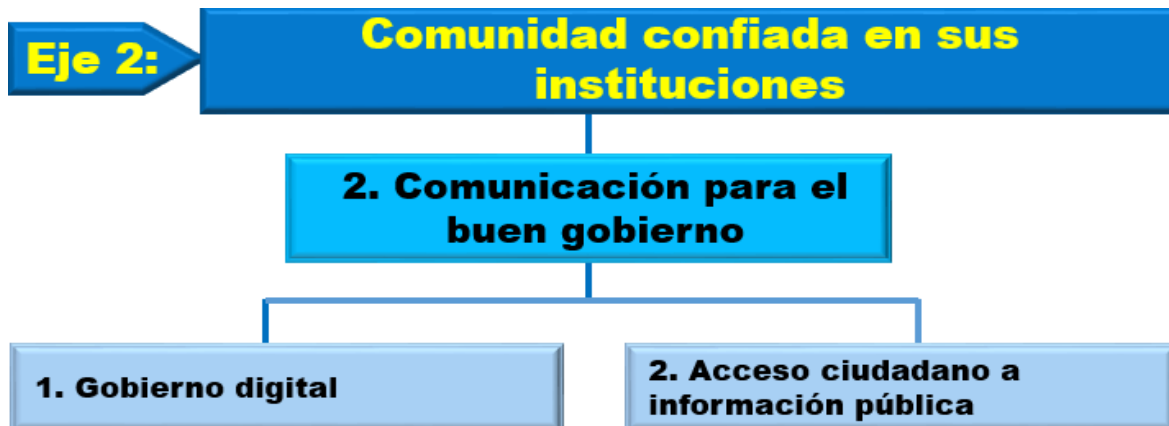 Eje 2:
Comunidad confiada en sus
instituciones
2. Comunicación para el
buen gobierno
1. Gobierno digital
2. Acceso ciudadano a
información pública